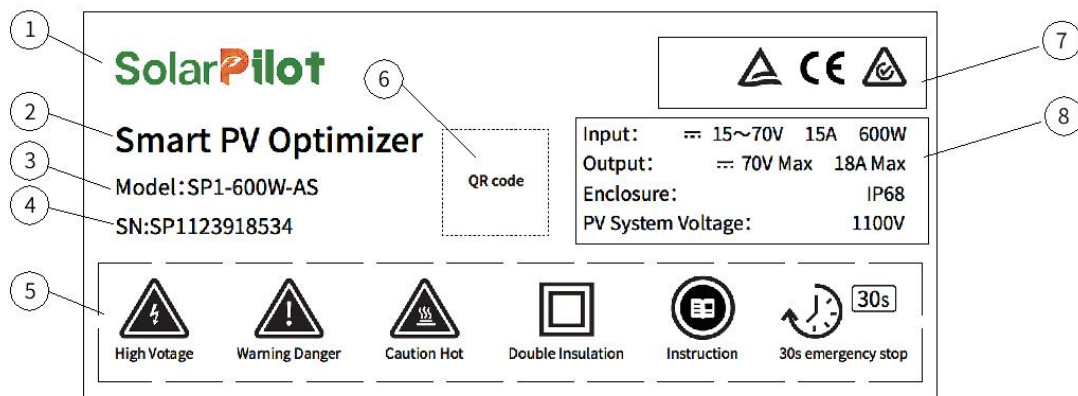 1
SolarPilot
2
Smart PV Optimizer
3
Model:SP1-600W-AS
4
SN:SP1123918534
6
QR code
7
CE
8
Input: 15~70V 15A 600W
Output: 70V Max 18A Max
Enclosure: IP68
PV System Voltage: 1100V
5
30s
High Votage Warning Danger Caution Hot Double Insulation Instruction 30s emergency stop